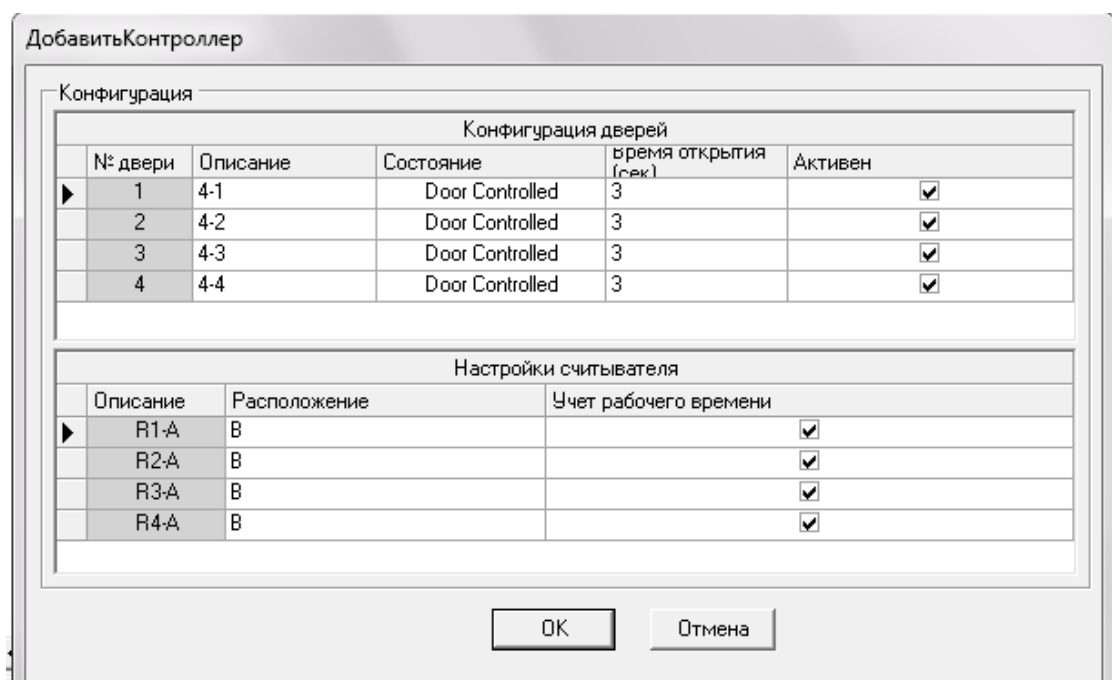 ДобавитьКонтроллер
Конфигурация
Конфигурация дверей
№ двери Описание Состояние Время открытия (сек) Активен
1 4-1 Door Controlled 3
2 4-2 Door Controlled 3
3 4-3 Door Controlled 3
4 4-4 Door Controlled 3
Настройки считывателя
Описание Расположение Учет рабочего времени
R1-A В
R2-A В
R3-A В
R4-A В
OK Отмена